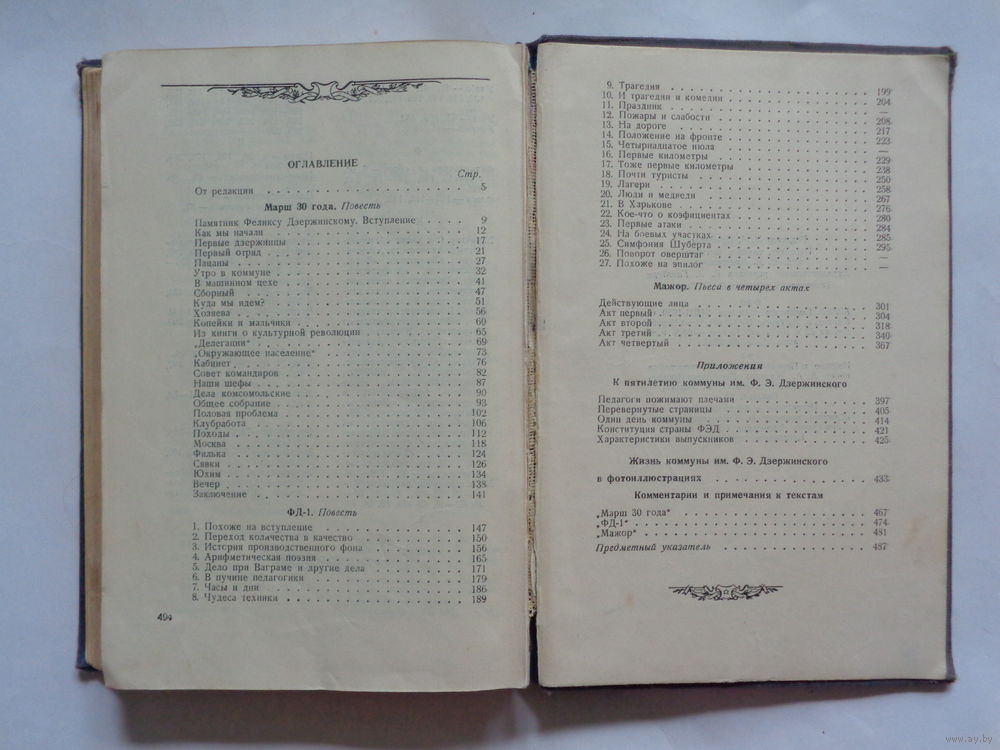 ОГЛАВЛЕНИЕ
Стр.
От редакции 5
Марш 30 года. Повесть
Памятник Феликсу Дзержинскому. Вступление 9
Как мы начали 12
Первые дзержинцы 17
Первый отряд 21
Пацаны 27
Утро в коммуне 32
В машинном цехе 41
Сборный 47
Куда мы идем? 51
Хозяева 56
Копейки и мальчики 60
Из книги о культурной революции 65
„Делегации“ 69
„Окружающее население“ 73
Кабинет 76
Совет командиров 82
Наши шефы 87
Дела комсомольские 90
Общее собрание 93
Половая проблема 102
Клубработа 106
Походы 112
Москва 118
Филька 124
Сявки 126
Юхим 134
Вечер 138
Заключение 141
ФД-1. Повесть
1. Похоже на вступление 147
2. Переход количества в качество 150
3. История производственного фона 156
4. Арифметическая поэзия 165
5. Дело при Ваграме и другие дела 171
6. В пучине педагогики 179
7. Часы и дни 186
8. Чудеса техники 189
490
9. Трагедия 199
10. И трагедии и комедии 204
11. Праздник —
12. Пожары и слабости 208
13. На дороге 217
14. Положение на фронте 223
15. Четырнадцатое июля —
16. Первые километры 229
17. Тоже первые километры 238
18. Почти туристы 250
19. Лагери 258
20. Люди и медведи 267
21. В Харькове 276
22. Кое-что о коэфициентах 280
23. Первые атаки 284
24. На боевых участках 285
25. Симфония Шуберта 295
26. Поворот оверштаг —
27. Похоже на эпилог —
Мажор. Пьеса в четырех актах
Действующие лица 301
Акт первый 304
Акт второй 318
Акт третий 340
Акт четвертый 367
Приложения
К пятилетию коммуны им. Ф. Э. Дзержинского
Педагоги пожимают плечами 397
Перевернутые страницы 405
Один день коммуны 414
Конституция страны ФЭД 421
Характеристики выпускников 425
Жизнь коммуны им. Ф. Э. Дзержинского
в фотоиллюстрациях 433
Комментарии и примечания к текстам
„Марш 30 года“ 467
„ФД-1“ 474
„Мажор“ 481
Предметный указатель 487
www.ay.by